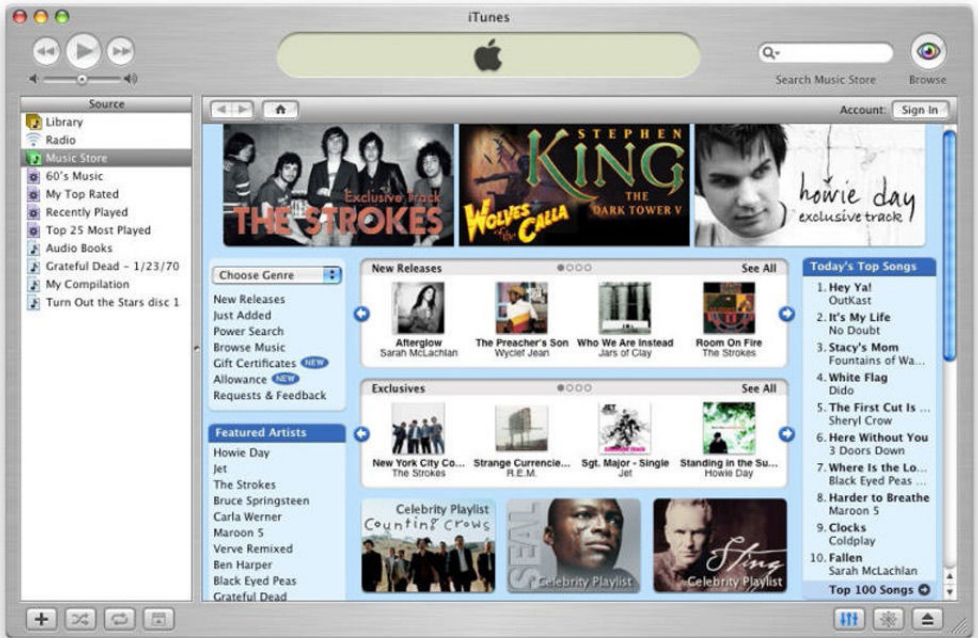 iTunes
Search Music Store
Browse
Source
Library
Radio
Music Store
60's Music
My Top Rated
Recently Played
Top 25 Most Played
Audio Books
Grateful Dead – 1/23/70
My Compilation
Turn Out the Stars disc 1
Account: Sign In
Exclusive Track
THE STROKES
STEPHEN
KING
THE
DARK TOWER V
WOLVES
of the
CALLA
howie day
exclusive track
Choose Genre
New Releases
Just Added
Power Search
Browse Music
Gift Certificates NEW
Allowance NEW
Requests & Feedback
Featured Artists
Howie Day
Jet
The Strokes
Bruce Springsteen
Carla Werner
Maroon 5
Verve Remixed
Ben Harper
Black Eyed Peas
Grateful Dead
New Releases See All
Afterglow
Sarah McLachlan
The Preacher's Son
Wyclef Jean
Who We Are Instead
Jars of Clay
Room On Fire
The Strokes
Exclusives See All
New York City Co...
The Strokes
Strange Currencie...
R.E.M.
JET
Sgt. Major - Single
Jet
Standing in the Su...
Howie Day
Celebrity Playlist
Counting Crows
SEAL
Celebrity Playlist
Sting
Celebrity Playlist
Today's Top Songs
1. Hey Ya!
OutKast
2. It's My Life
No Doubt
3. Stacy's Mom
Fountains of Wa...
4. White Flag
Dido
5. The First Cut Is ...
Sheryl Crow
6. Here Without You
3 Doors Down
7. Where Is the Lo...
Black Eyed Peas ...
8. Harder to Breathe
Maroon 5
9. Clocks
Coldplay
10. Fallen
Sarah McLachlan
Top 100 Songs